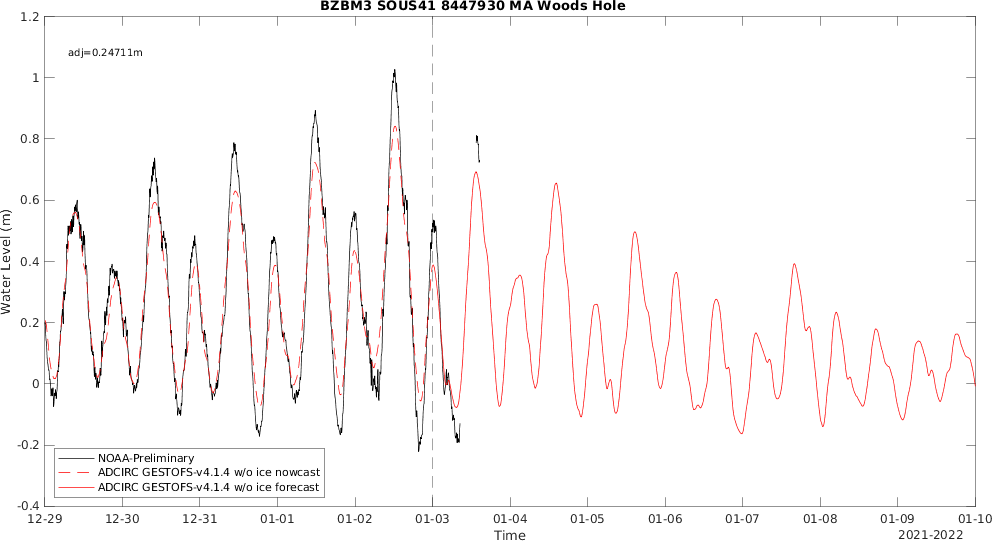 BZBM3 SOUS41 8447930 MA Woods Hole
adj=0.24711m
Water Level (m)
1.2
1
0.8
0.6
0.4
0.2
0
-0.2
-0.4
NOAA-Preliminary
ADCIRC GESTOFS-v4.1.4 w/o ice nowcast
ADCIRC GESTOFS-v4.1.4 w/o ice forecast
12-29 12-30 12-31 01-01 01-02 01-03 01-04 01-05 01-06 01-07 01-08 01-09 01-10
Time
2021-2022